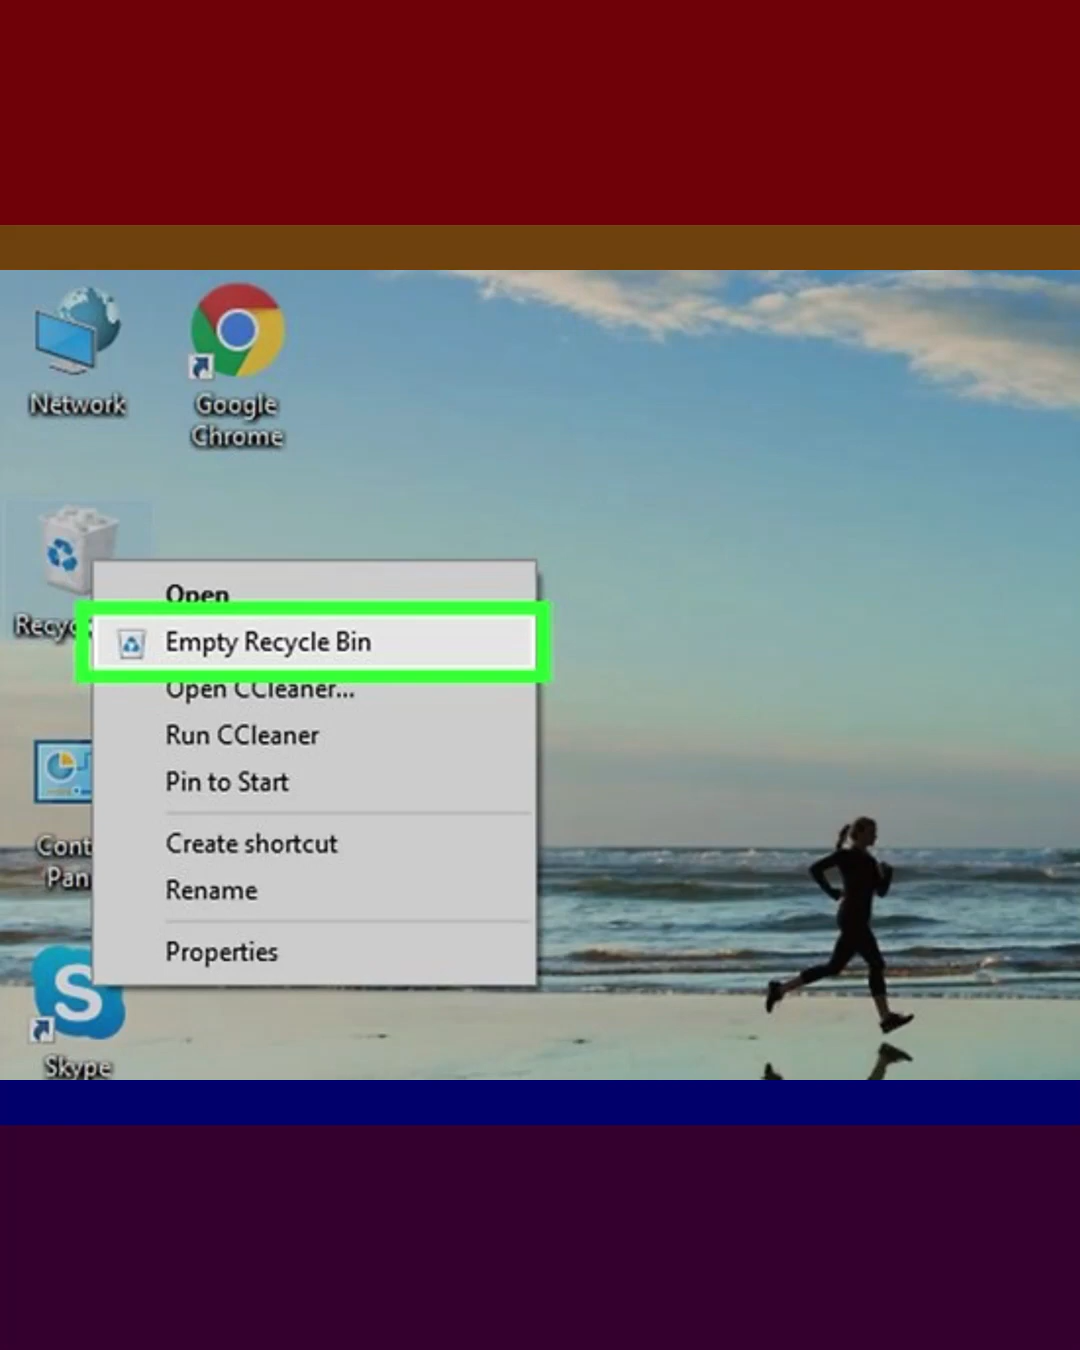 Network
Google
Chrome
Open
Empty Recycle Bin
Open CCleaner...
Run CCleaner
Pin to Start
Create shortcut
Rename
Properties
Skype